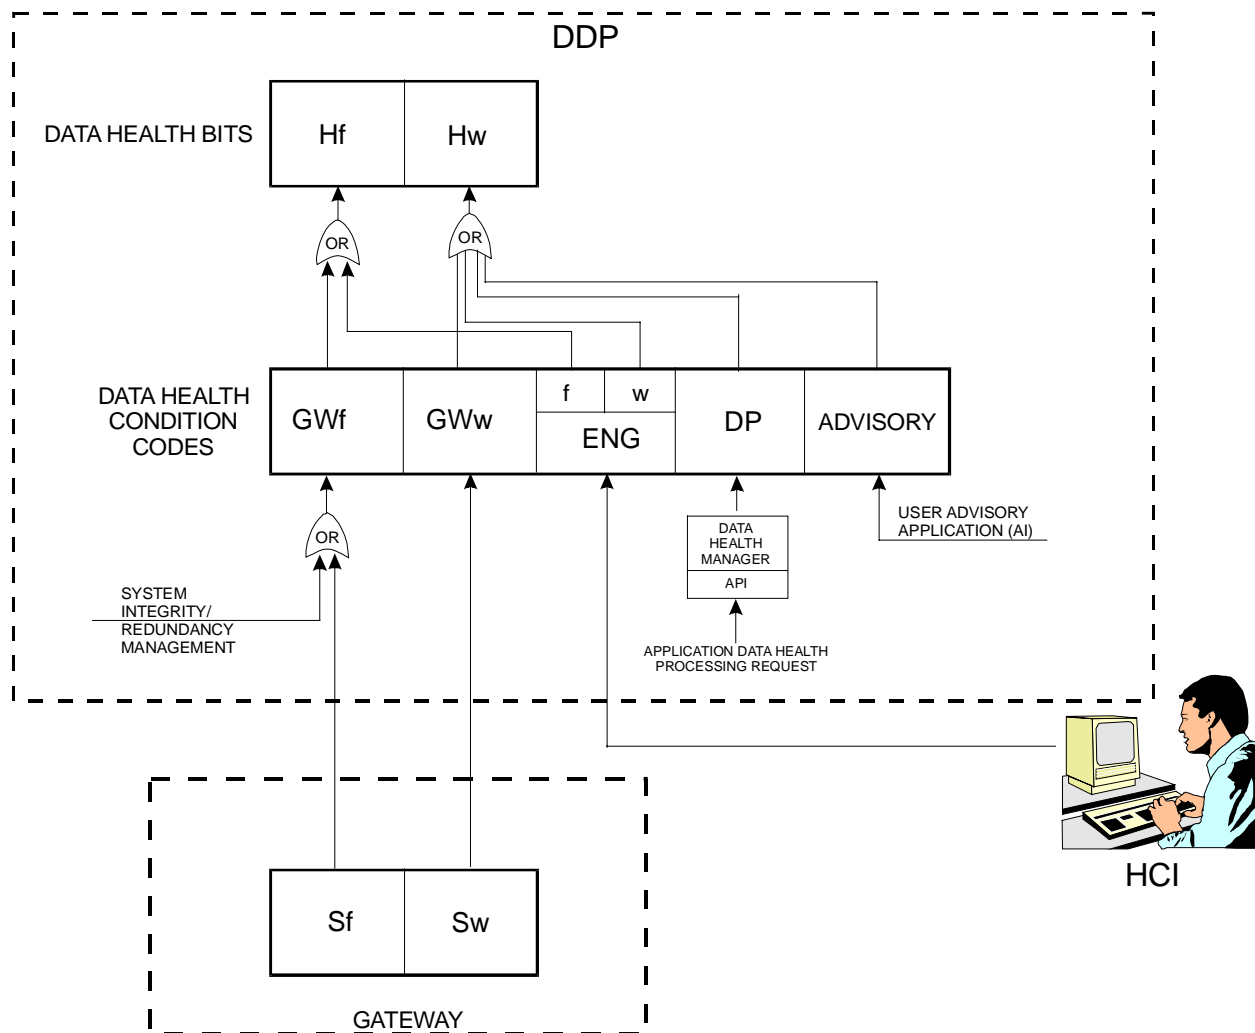 DDP
DATA HEALTH BITS
Hf
Hw
OR
OR
DATA HEALTH
CONDITION
CODES
GWf
GWw
f
w
ENG
DP
ADVISORY
OR
DATA
HEALTH
MANAGER
API
USER ADVISORY
APPLICATION (AI)
SYSTEM
INTEGRITY/
REDUNDANCY
MANAGEMENT
APPLICATION DATA HEALTH
PROCESSING REQUEST
HCI
Sf
Sw
GATEWAY